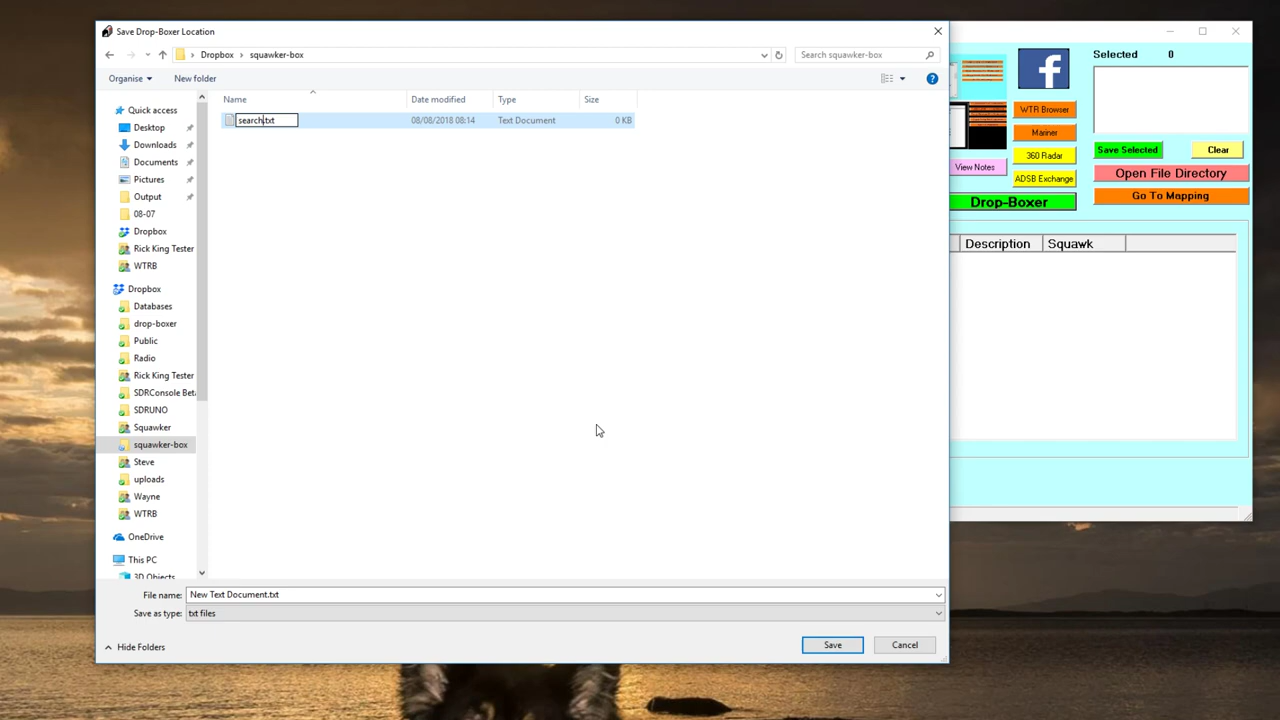 Save Drop-Boxer Location
Dropbox
squawker-box
Search squawker-box
Organise
New folder
Name
Date modified
Type
Size
search.txt
08/08/2018 08:14
Text Document
0 KB
Quick access
Desktop
Downloads
Documents
Pictures
Output
08-07
Dropbox
Rick King Tester
WTRB
Dropbox
Databases
drop-boxer
Public
Radio
Rick King Tester
SDRConsole Bet
SDRUNO
Squawker
squawker-box
Steve
uploads
Wayne
WTRB
OneDrive
This PC
3D Objects
File name:
New Text Document.txt
Save as type:
txt files
Hide Folders
Save
Cancel
Selected
0
f
WTR Browser
Mariner
360 Radar
ADSB Exchange
View Notes
Drop-Boxer
Save Selected
Clear
Open File Directory
Go To Mapping
Description
Squawk